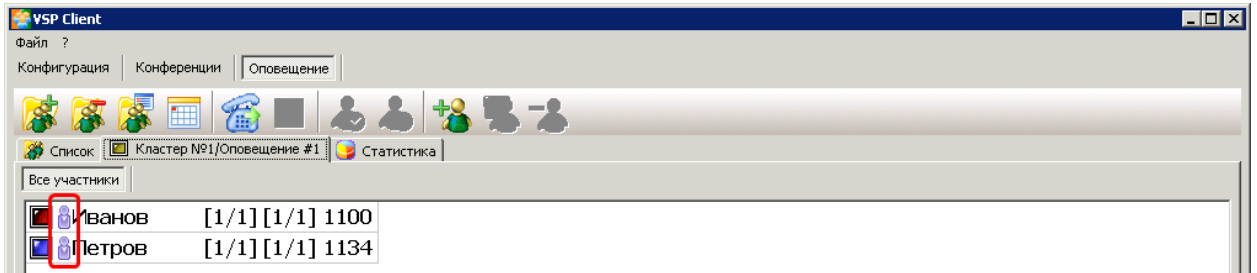 VSP Client
Файл ?
Конфигурация Конференции Оповещение
Список Кластер №1/Оповещение #1 Статистика
Все участники
Иванов [1/1] [1/1] 1100
Петров [1/1] [1/1] 1134